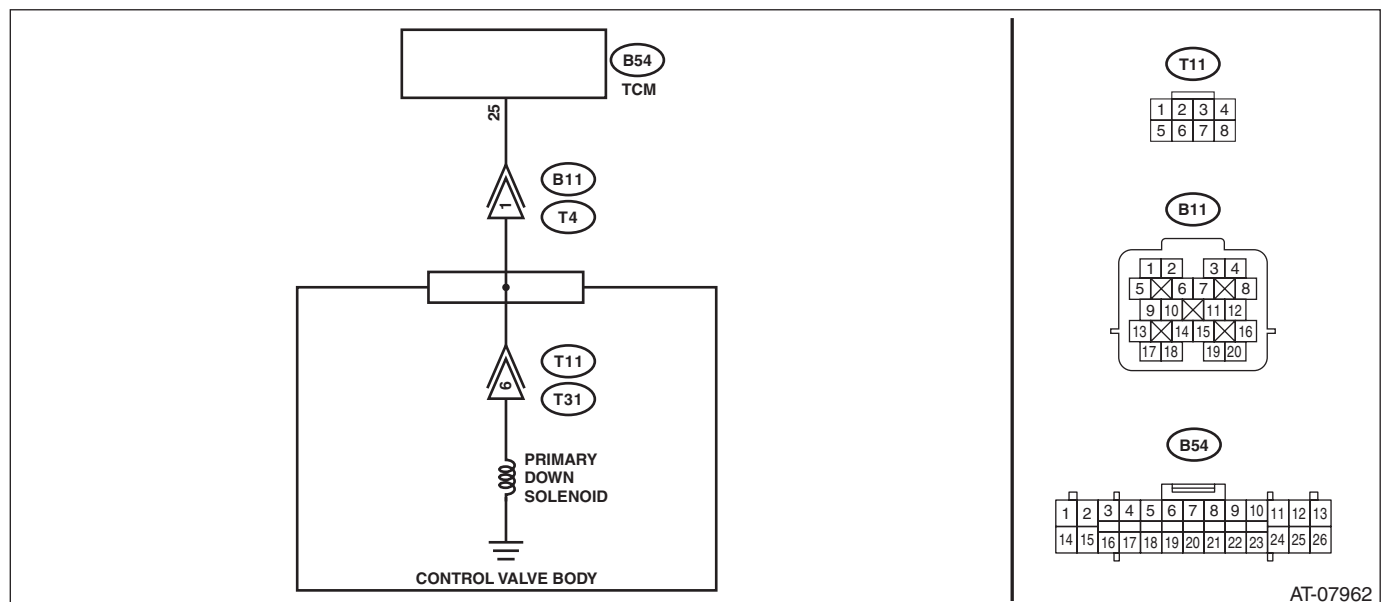 B54
TCM
25
B11
1
T4
T11
6
T31
PRIMARY
DOWN
SOLENOID
CONTROL VALVE BODY
T11
1 2 3 4
5 6 7 8
B11
1 2 3 4
5 6 7 8
9 10 11 12
13 14 15 16
17 18 19 20
B54
1 2 3 4 5 6 7 8 9 10 11 12 13
14 15 16 17 18 19 20 21 22 23 24 25 26
AT-07962